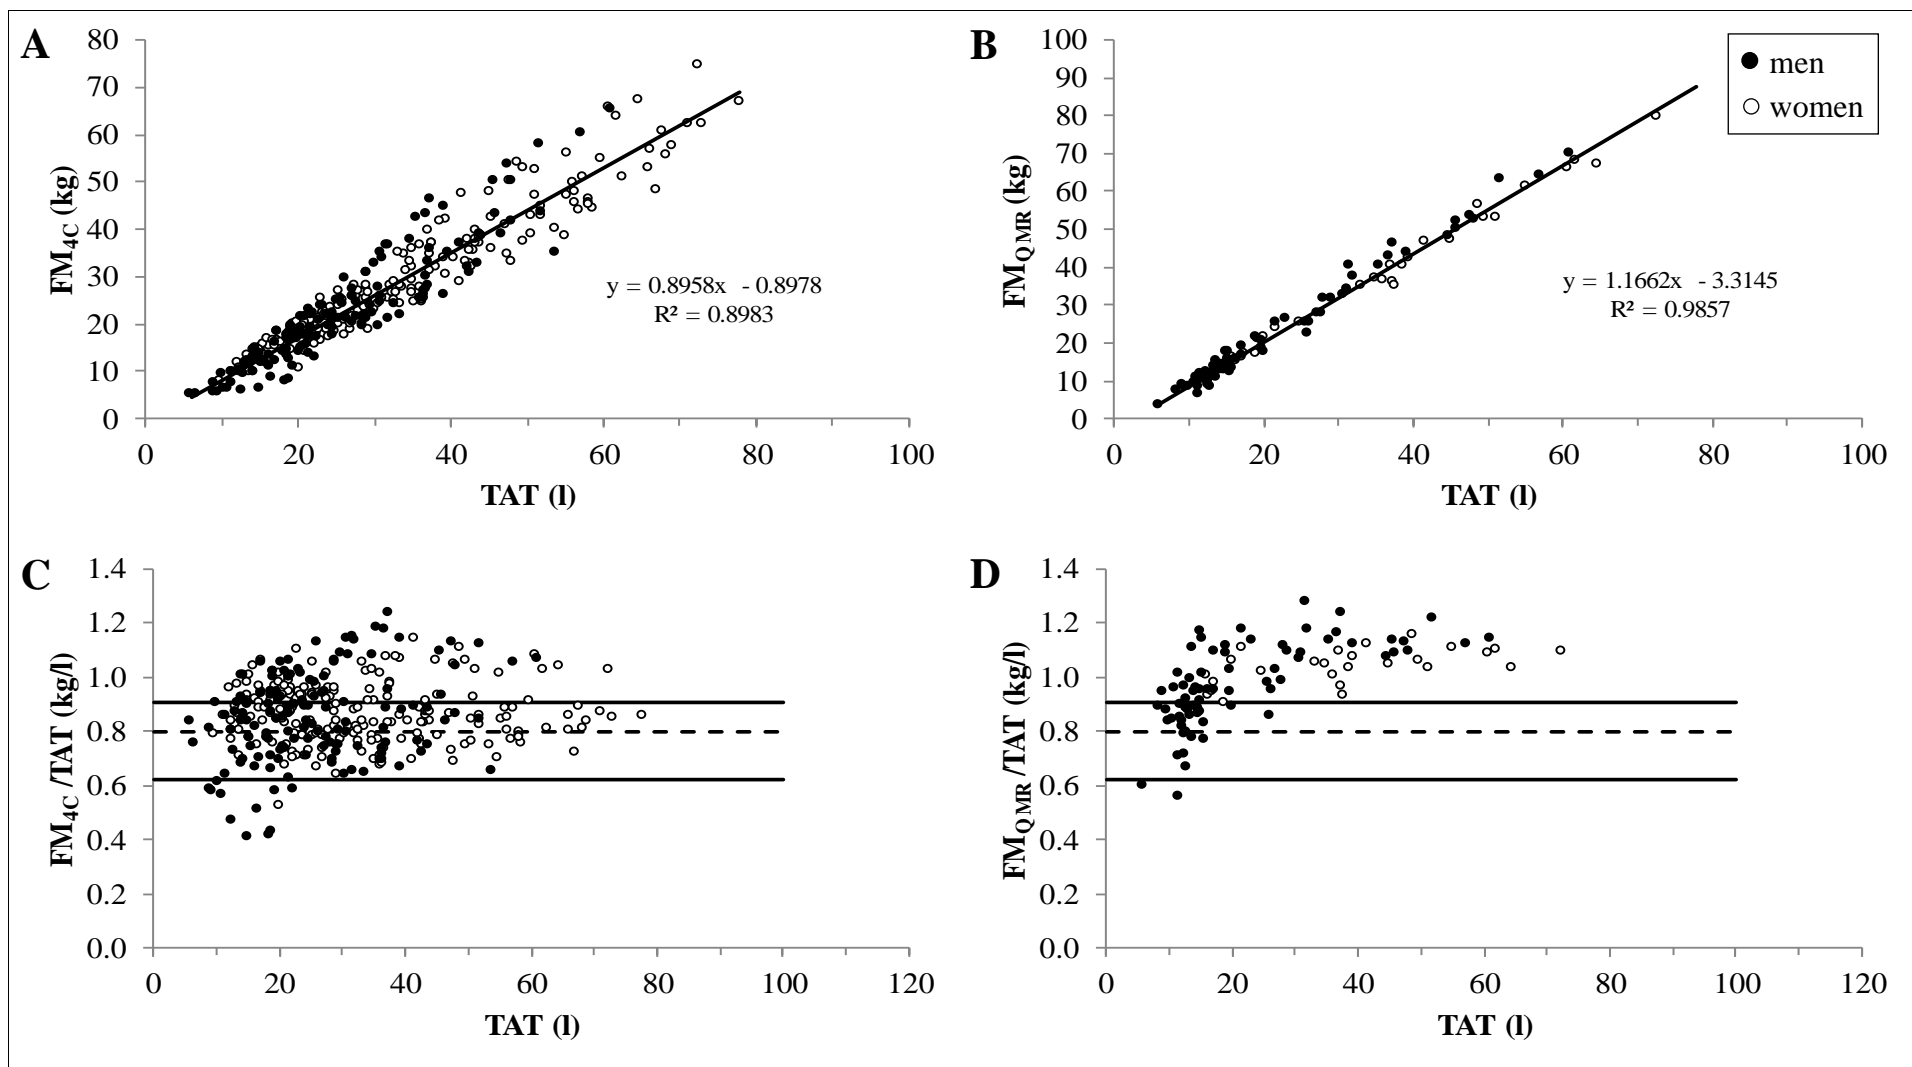 A
80
70
60
50
40
30
20
10
0
FM4C (kg)
y = 0.8958x - 0.8978
R² = 0.8983
0 20 40 60 80 100
TAT (l)
B
100
90
80
70
60
50
40
30
20
10
0
FMQMR (kg)
men
women
y = 1.1662x - 3.3145
R² = 0.9857
0 20 40 60 80 100
TAT (l)
C
1.4
1.2
1.0
0.8
0.6
0.4
0.2
0.0
FM4C /TAT (kg/l)
0 20 40 60 80 100 120
TAT (l)
D
1.4
1.2
1.0
0.8
0.6
0.4
0.2
0.0
FMQMR /TAT (kg/l)
0 20 40 60 80 100 120
TAT (l)